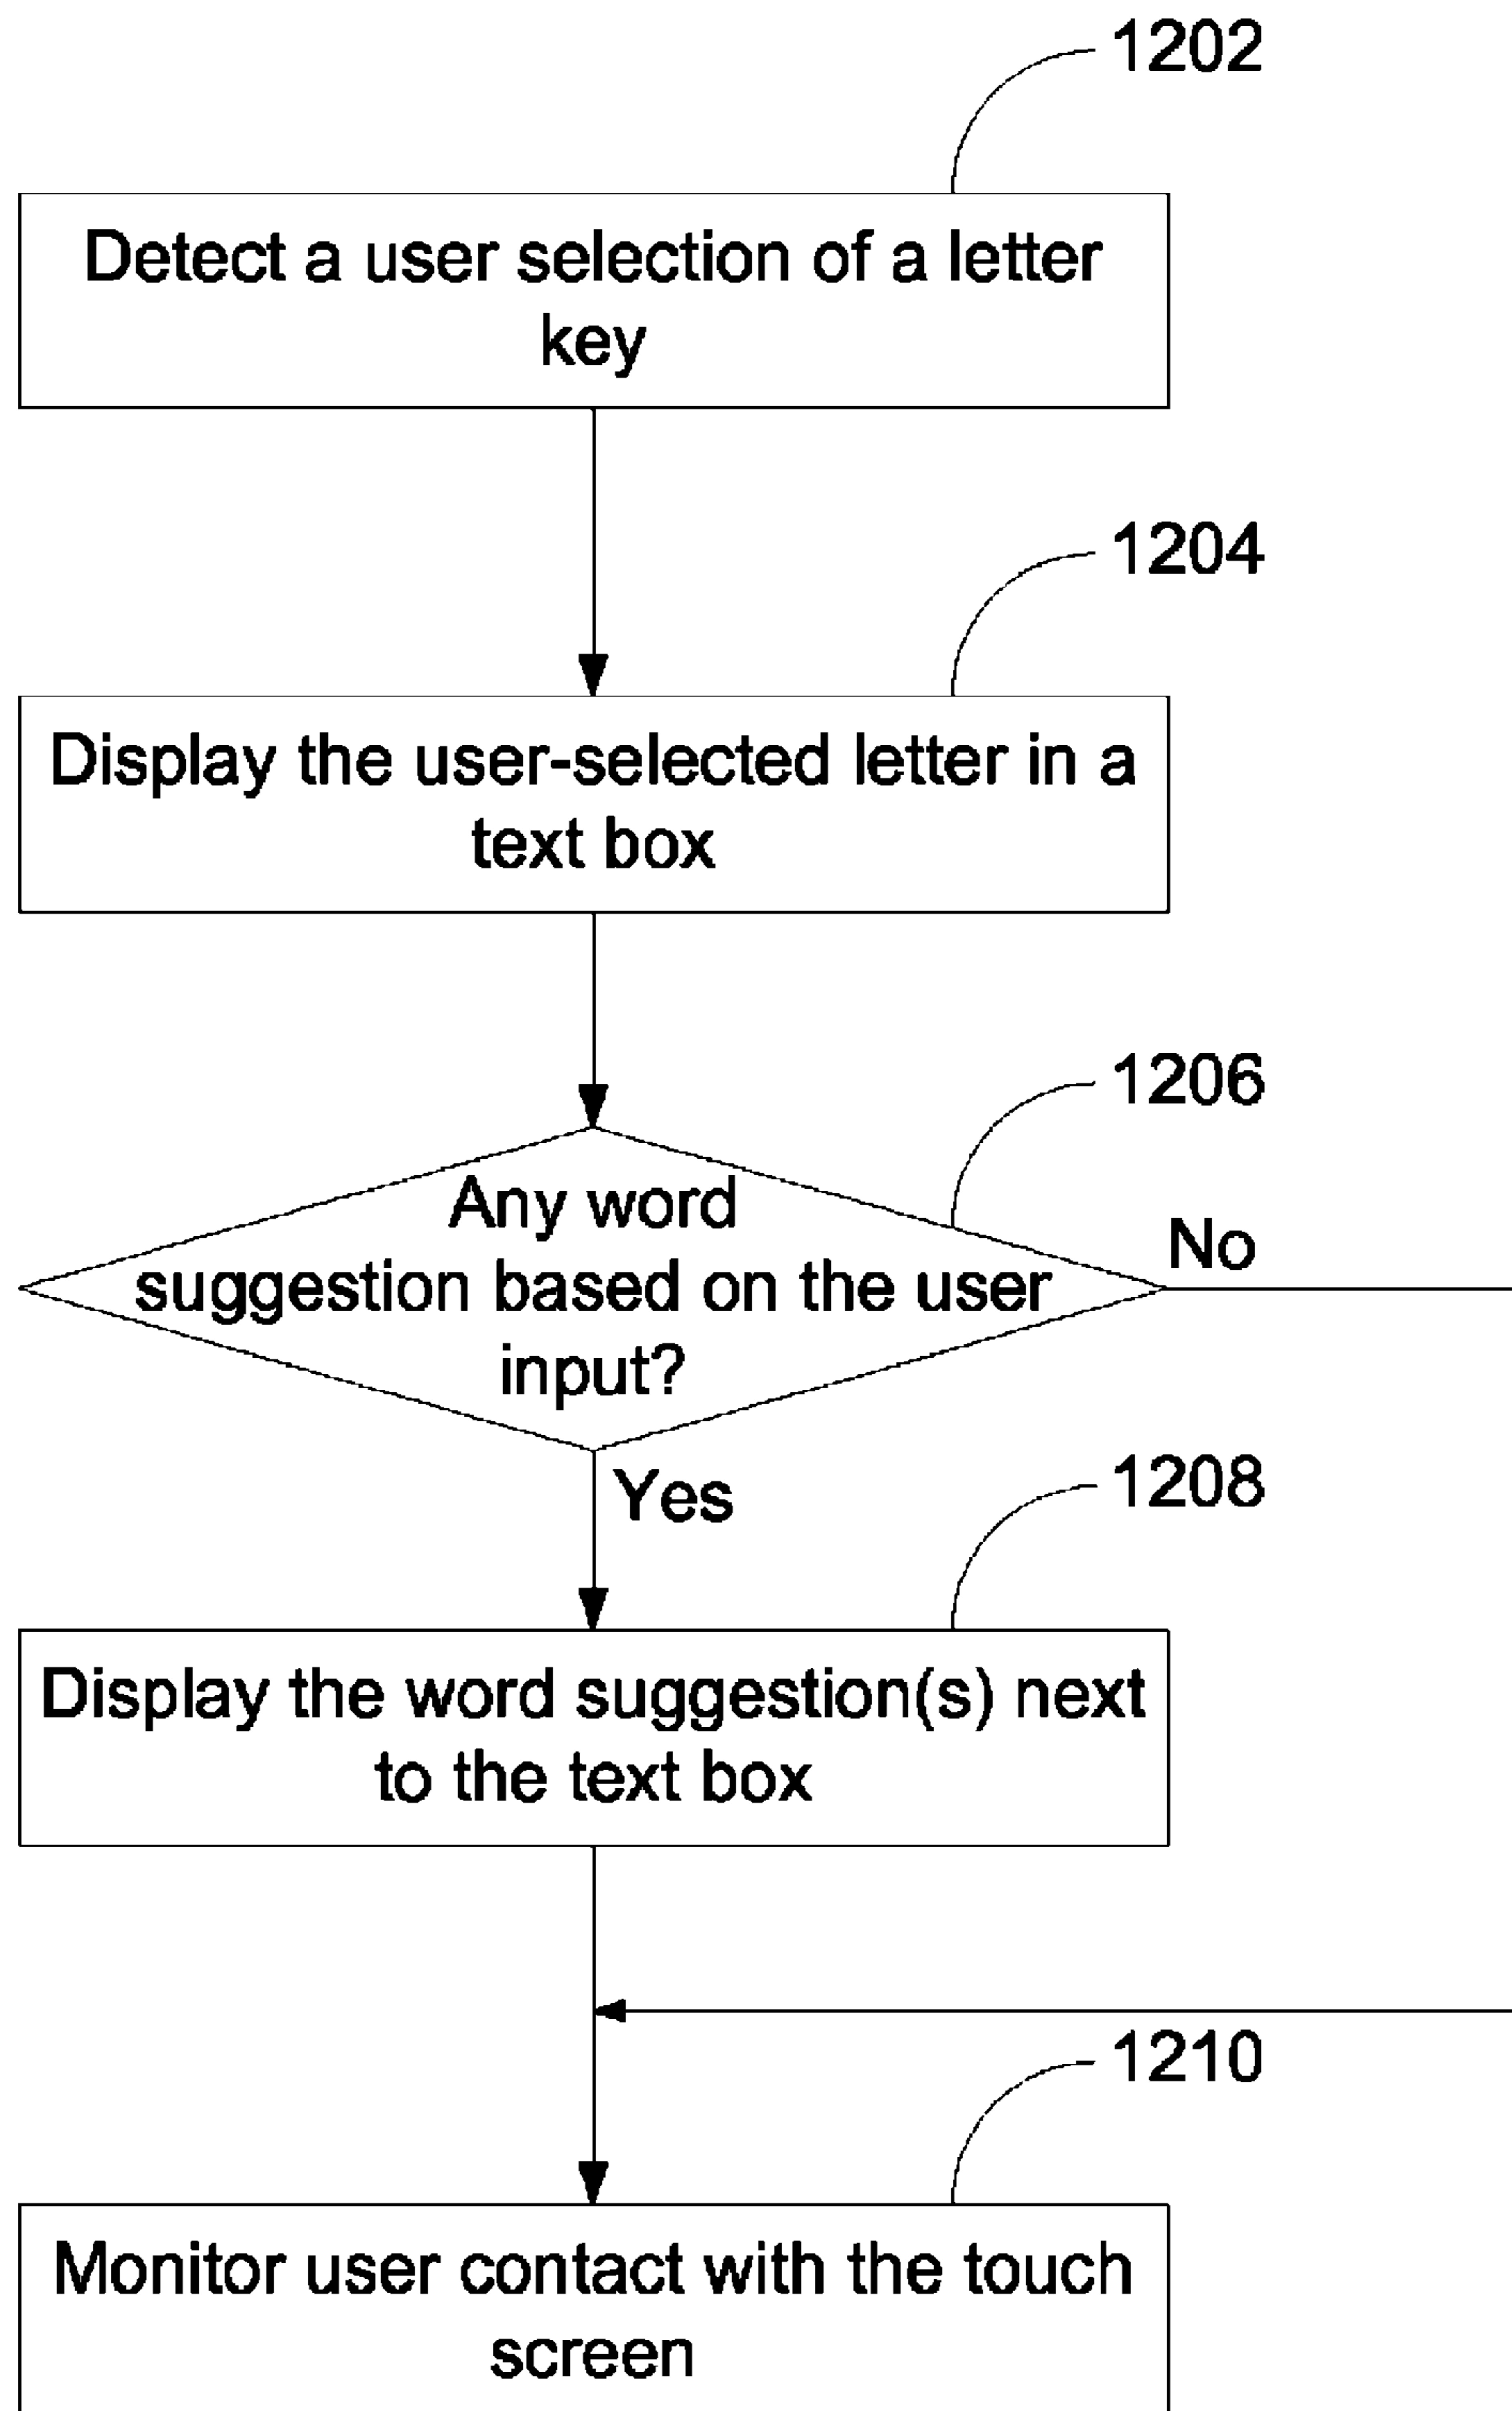 1202
Detect a user selection of a letter
key
1204
Display the user-selected letter in a
text box
1206
Any word
suggestion based on the user
input?
No
Yes
1208
Display the word suggestion(s) next
to the text box
1210
Monitor user contact with the touch
screen